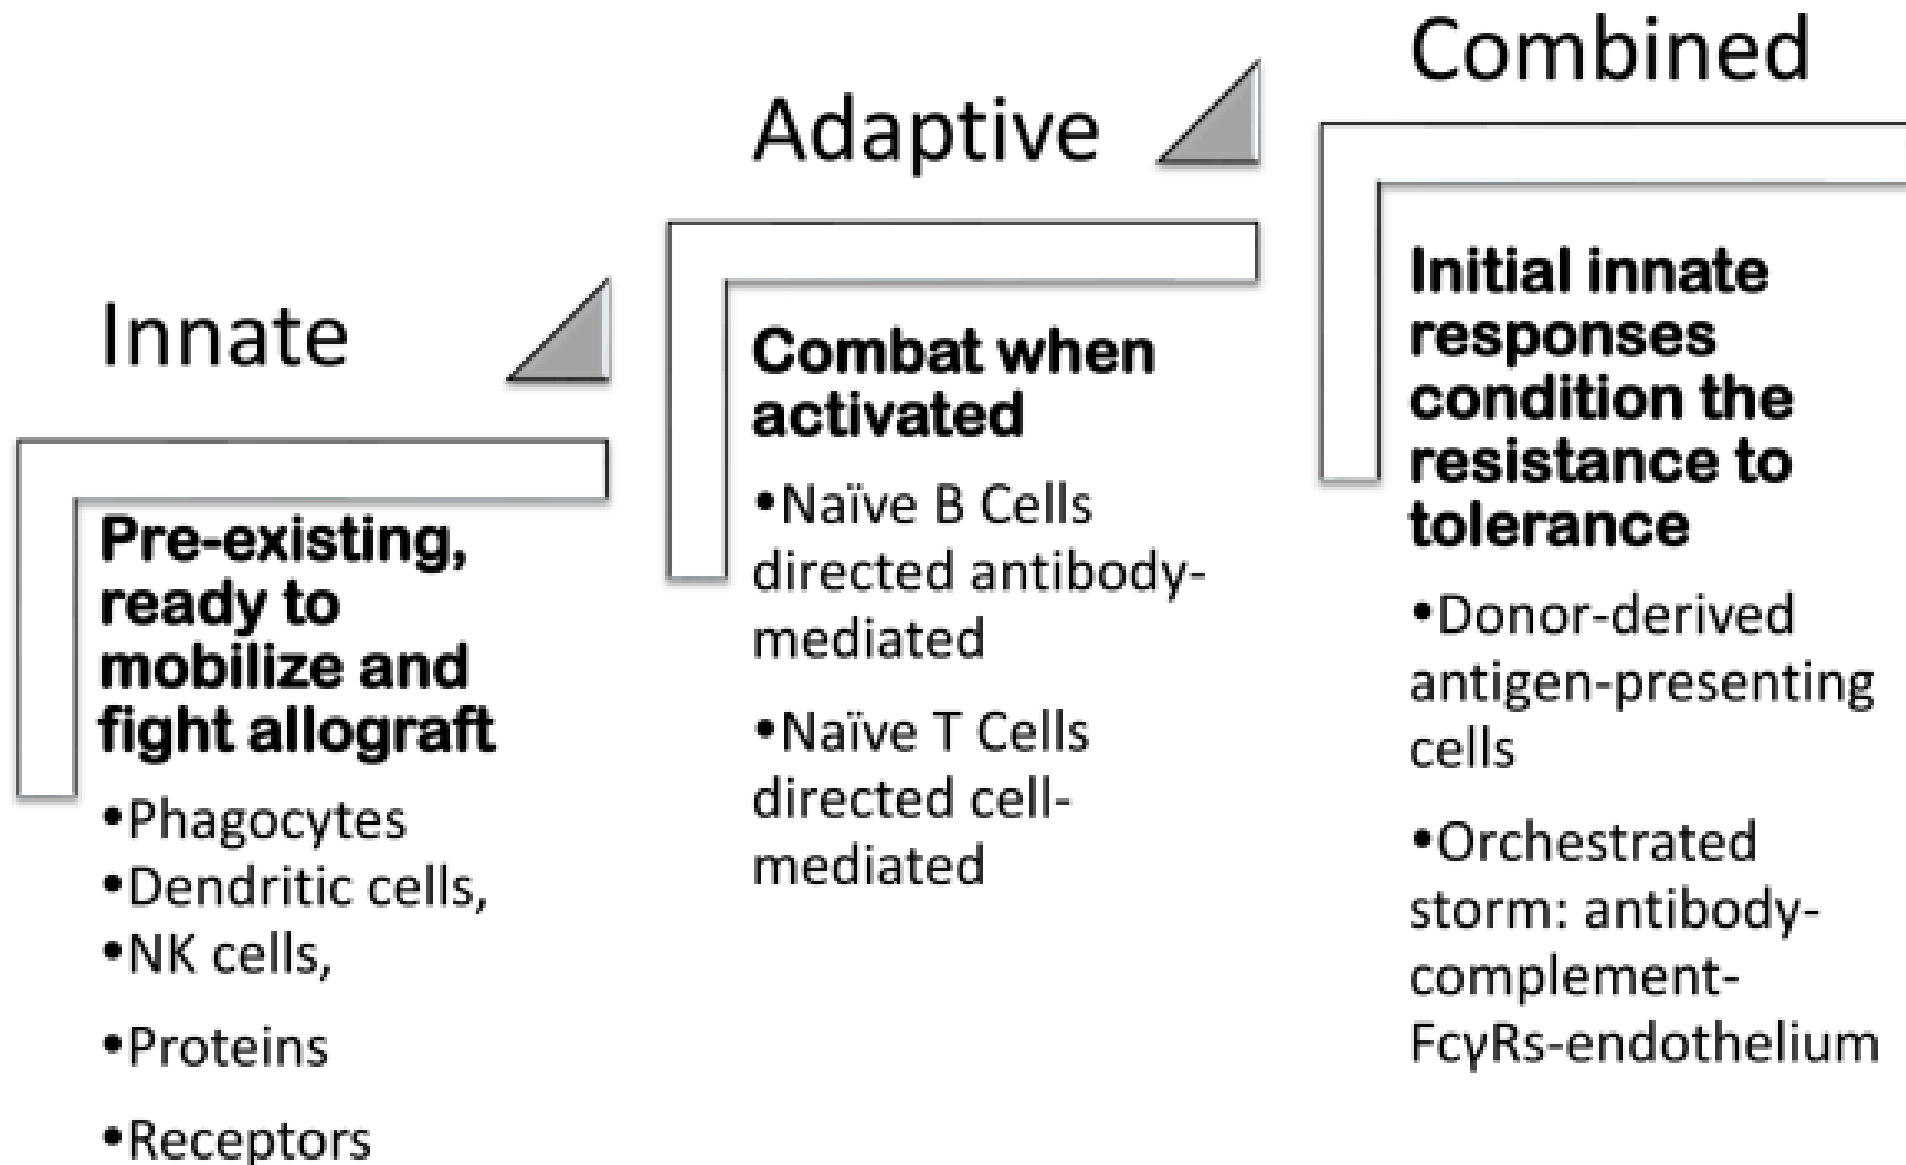 Innate
Pre-existing,
ready to
mobilize and
fight allograft
•Phagocytes
•Dendritic cells,
•NK cells,
•Proteins
•Receptors
Adaptive
Combat when
activated
•Naïve B Cells
directed antibody-
mediated
•Naïve T Cells
directed cell-
mediated
Combined
Initial innate
responses
condition the
resistance to
tolerance
•Donor-derived
antigen-presenting
cells
•Orchestrated
storm: antibody-
complement-
FcγRs-endothelium